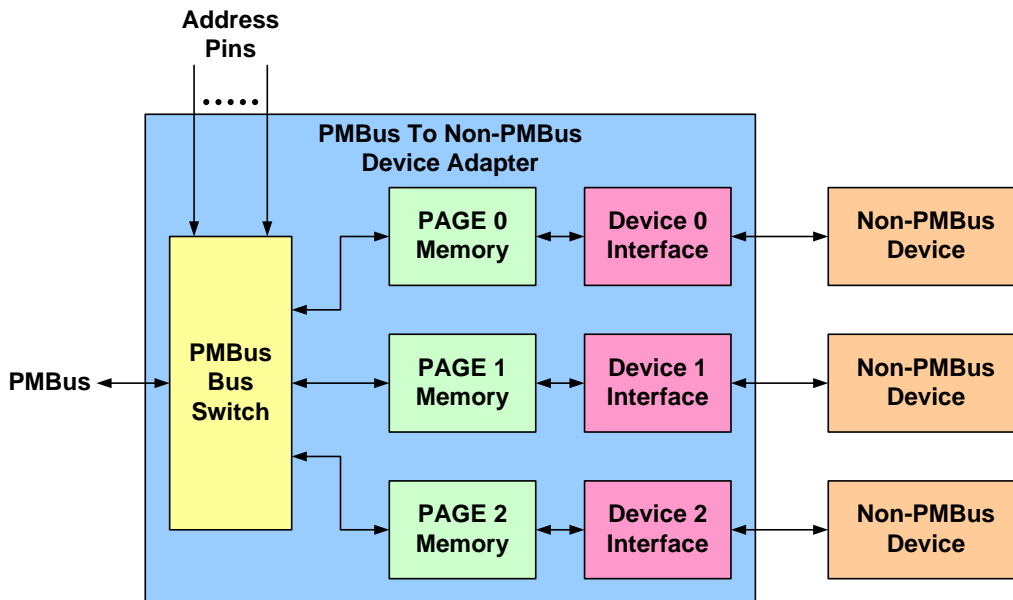 Address
Pins
PMBus To Non-PMBus
Device Adapter
PAGE 0
Memory
Device 0
Interface
Non-PMBus
Device
PMBus
PMBus
Bus
Switch
PAGE 1
Memory
Device 1
Interface
Non-PMBus
Device
PAGE 2
Memory
Device 2
Interface
Non-PMBus
Device